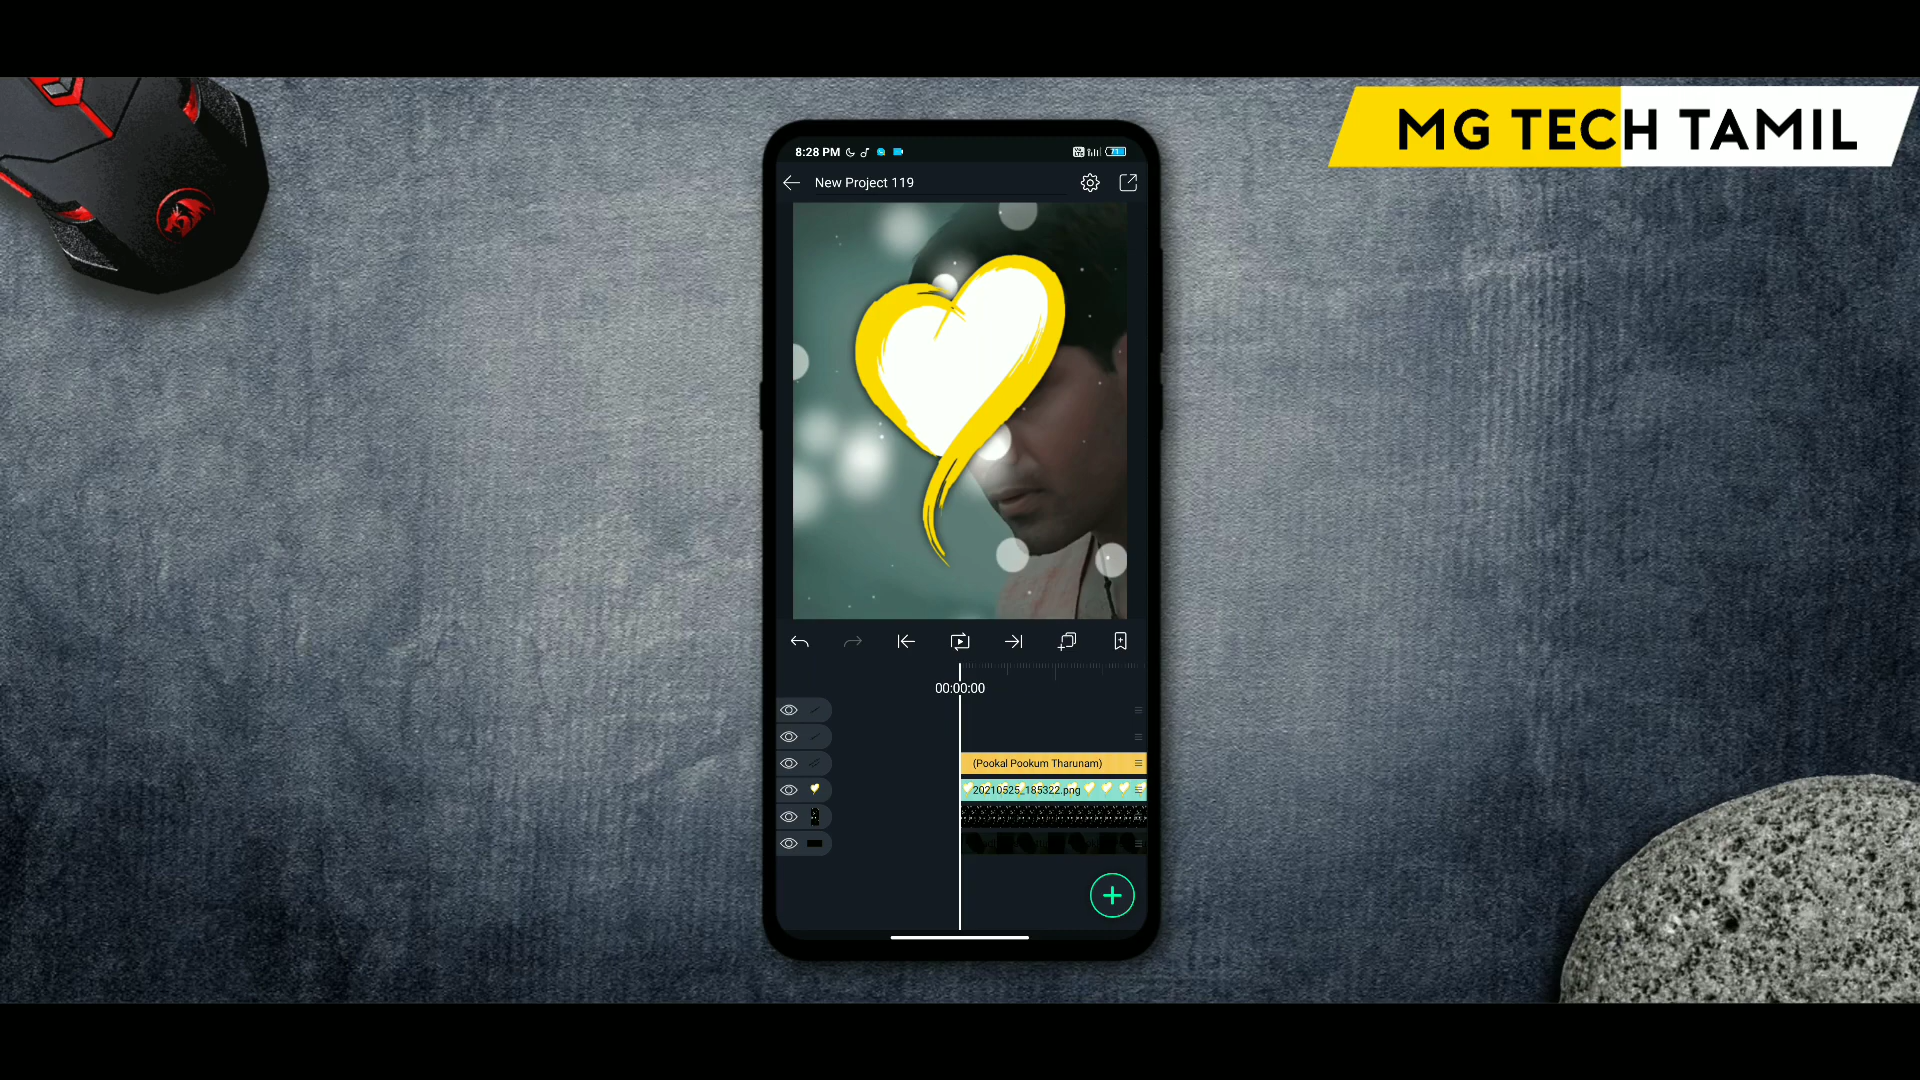 MG TECH TAMIL
8:28 PM
New Project 119
00:00:00
(Pookal Pookum Tharunam)
20210525_185322.png